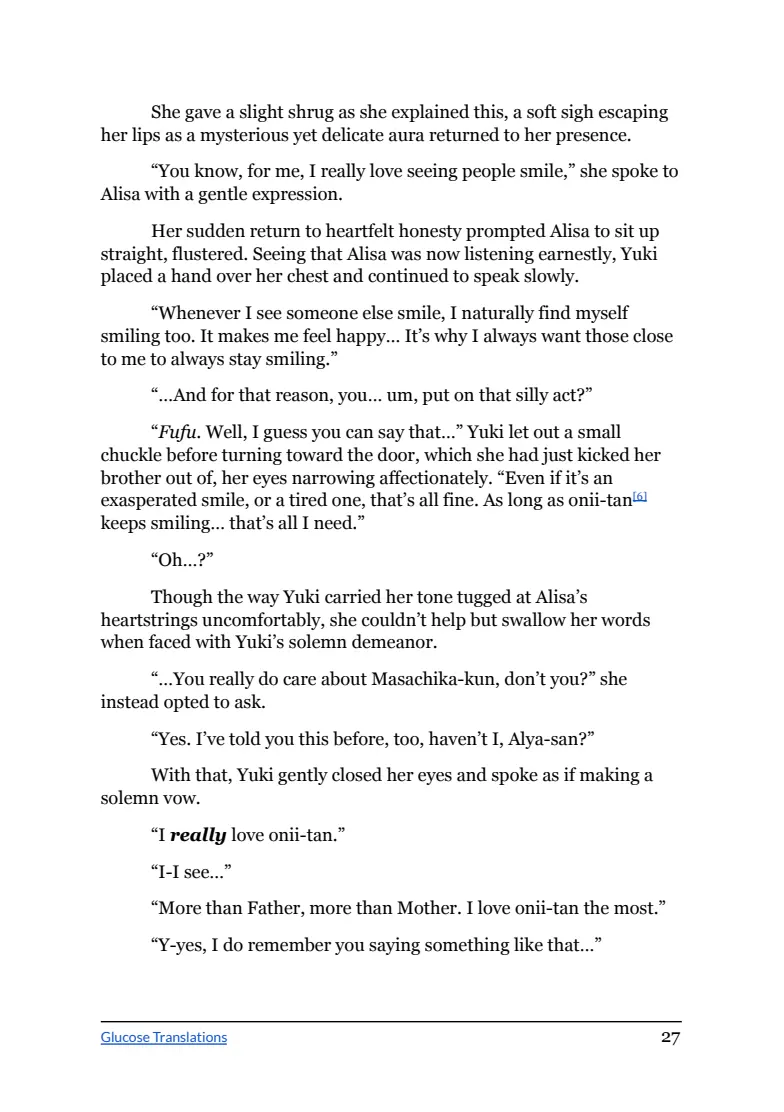 She gave a slight shrug as she explained this, a soft sigh escaping
her lips as a mysterious yet delicate aura returned to her presence.
“You know, for me, I really love seeing people smile,” she spoke to
Alisa with a gentle expression.
Her sudden return to heartfelt honesty prompted Alisa to sit up
straight, flustered. Seeing that Alisa was now listening earnestly, Yuki
placed a hand over her chest and continued to speak slowly.
“Whenever I see someone else smile, I naturally find myself
smiling too. It makes me feel happy... It’s why I always want those close
to me to always stay smiling.”
“...And for that reason, you... um, put on that silly act?”
“Fufu. Well, I guess you can say that...” Yuki let out a small
chuckle before turning toward the door, which she had just kicked her
brother out of, her eyes narrowing affectionately. “Even if it’s an
exasperated smile, or a tired one, that’s all fine. As long as onii-tan[6]
keeps smiling... that’s all I need.”
“Oh...?”
Though the way Yuki carried her tone tugged at Alisa’s
heartstrings uncomfortably, she couldn’t help but swallow her words
when faced with Yuki’s solemn demeanor.
“...You really do care about Masachika-kun, don’t you?” she
instead opted to ask.
“Yes. I’ve told you this before, too, haven’t I, Alya-san?”
With that, Yuki gently closed her eyes and spoke as if making a
solemn vow.
“I really love onii-tan.”
“I-I see...”
“More than Father, more than Mother. I love onii-tan the most.”
“Y-yes, I do remember you saying something like that...”
Glucose Translations 27